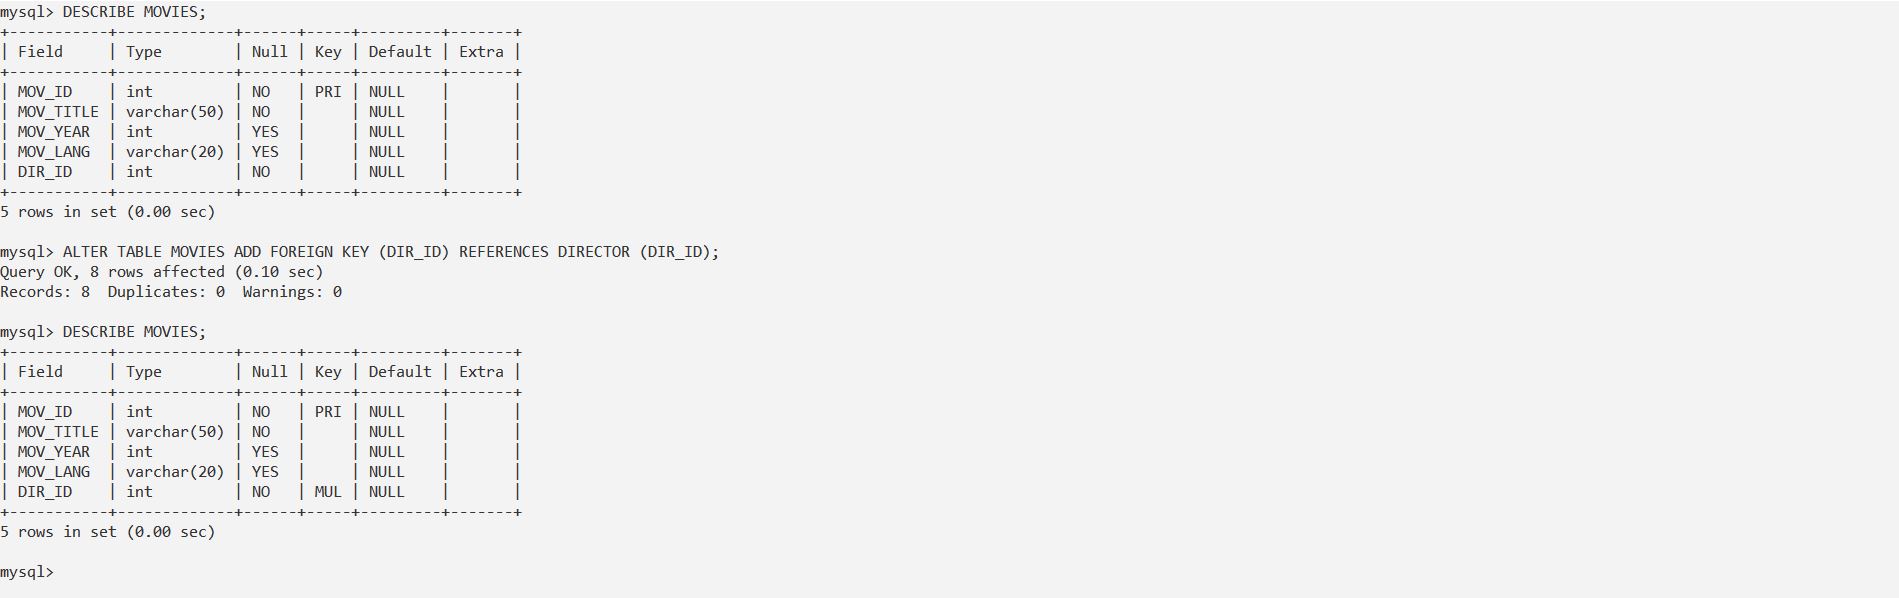 mysql> DESCRIBE MOVIES;
+-----------+-------------+------+-----+---------+-------+
| Field     | Type        | Null | Key | Default | Extra |
+-----------+-------------+------+-----+---------+-------+
| MOV_ID    | int         | NO   | PRI | NULL    |       |
| MOV_TITLE | varchar(50) | NO   |     | NULL    |       |
| MOV_YEAR  | int         | YES  |     | NULL    |       |
| MOV_LANG  | varchar(20) | YES  |     | NULL    |       |
| DIR_ID    | int         | NO   |     | NULL    |       |
+-----------+-------------+------+-----+---------+-------+
5 rows in set (0.00 sec)

mysql> ALTER TABLE MOVIES ADD FOREIGN KEY (DIR_ID) REFERENCES DIRECTOR (DIR_ID);
Query OK, 8 rows affected (0.10 sec)
Records: 8  Duplicates: 0  Warnings: 0

mysql> DESCRIBE MOVIES;
+-----------+-------------+------+-----+---------+-------+
| Field     | Type        | Null | Key | Default | Extra |
+-----------+-------------+------+-----+---------+-------+
| MOV_ID    | int         | NO   | PRI | NULL    |       |
| MOV_TITLE | varchar(50) | NO   |     | NULL    |       |
| MOV_YEAR  | int         | YES  |     | NULL    |       |
| MOV_LANG  | varchar(20) | YES  |     | NULL    |       |
| DIR_ID    | int         | NO   | MUL | NULL    |       |
+-----------+-------------+------+-----+---------+-------+
5 rows in set (0.00 sec)

mysql>